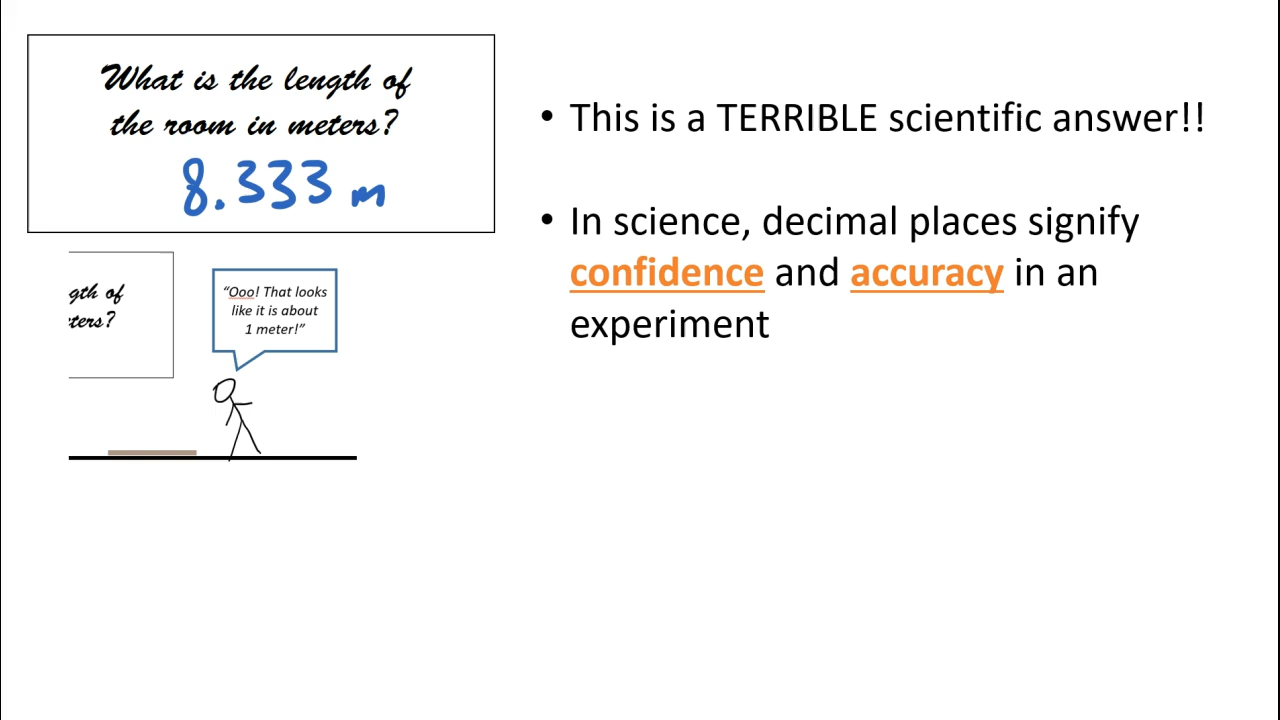 What is the length of
the room in meters?
8.333 m
• This is a TERRIBLE scientific answer!!
• In science, decimal places signify
confidence and accuracy in an
experiment
gth of
ters?
“Ooo! That looks
like it is about
1 meter!”